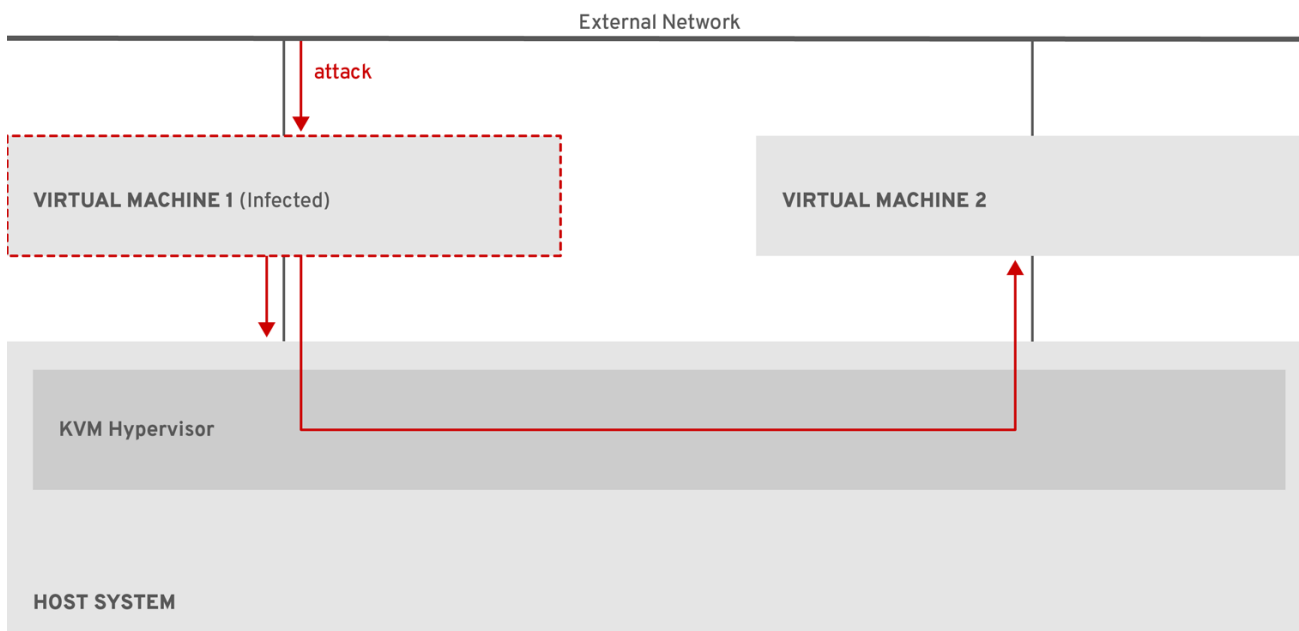 External Network
attack
VIRTUAL MACHINE 1 (Infected)
VIRTUAL MACHINE 2
KVM Hypervisor
HOST SYSTEM